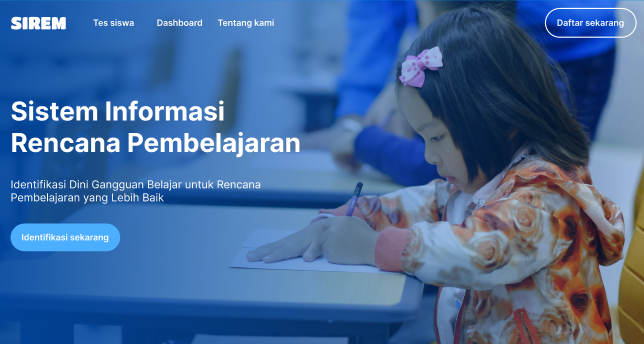 SIREM
Tes siswa
Dashboard
Tentang kami
Daftar sekarang
Sistem Informasi
Rencana Pembelajaran
Identifikasi Dini Gangguan Belajar untuk Rencana
Pembelajaran yang Lebih Baik
Identifikasi sekarang